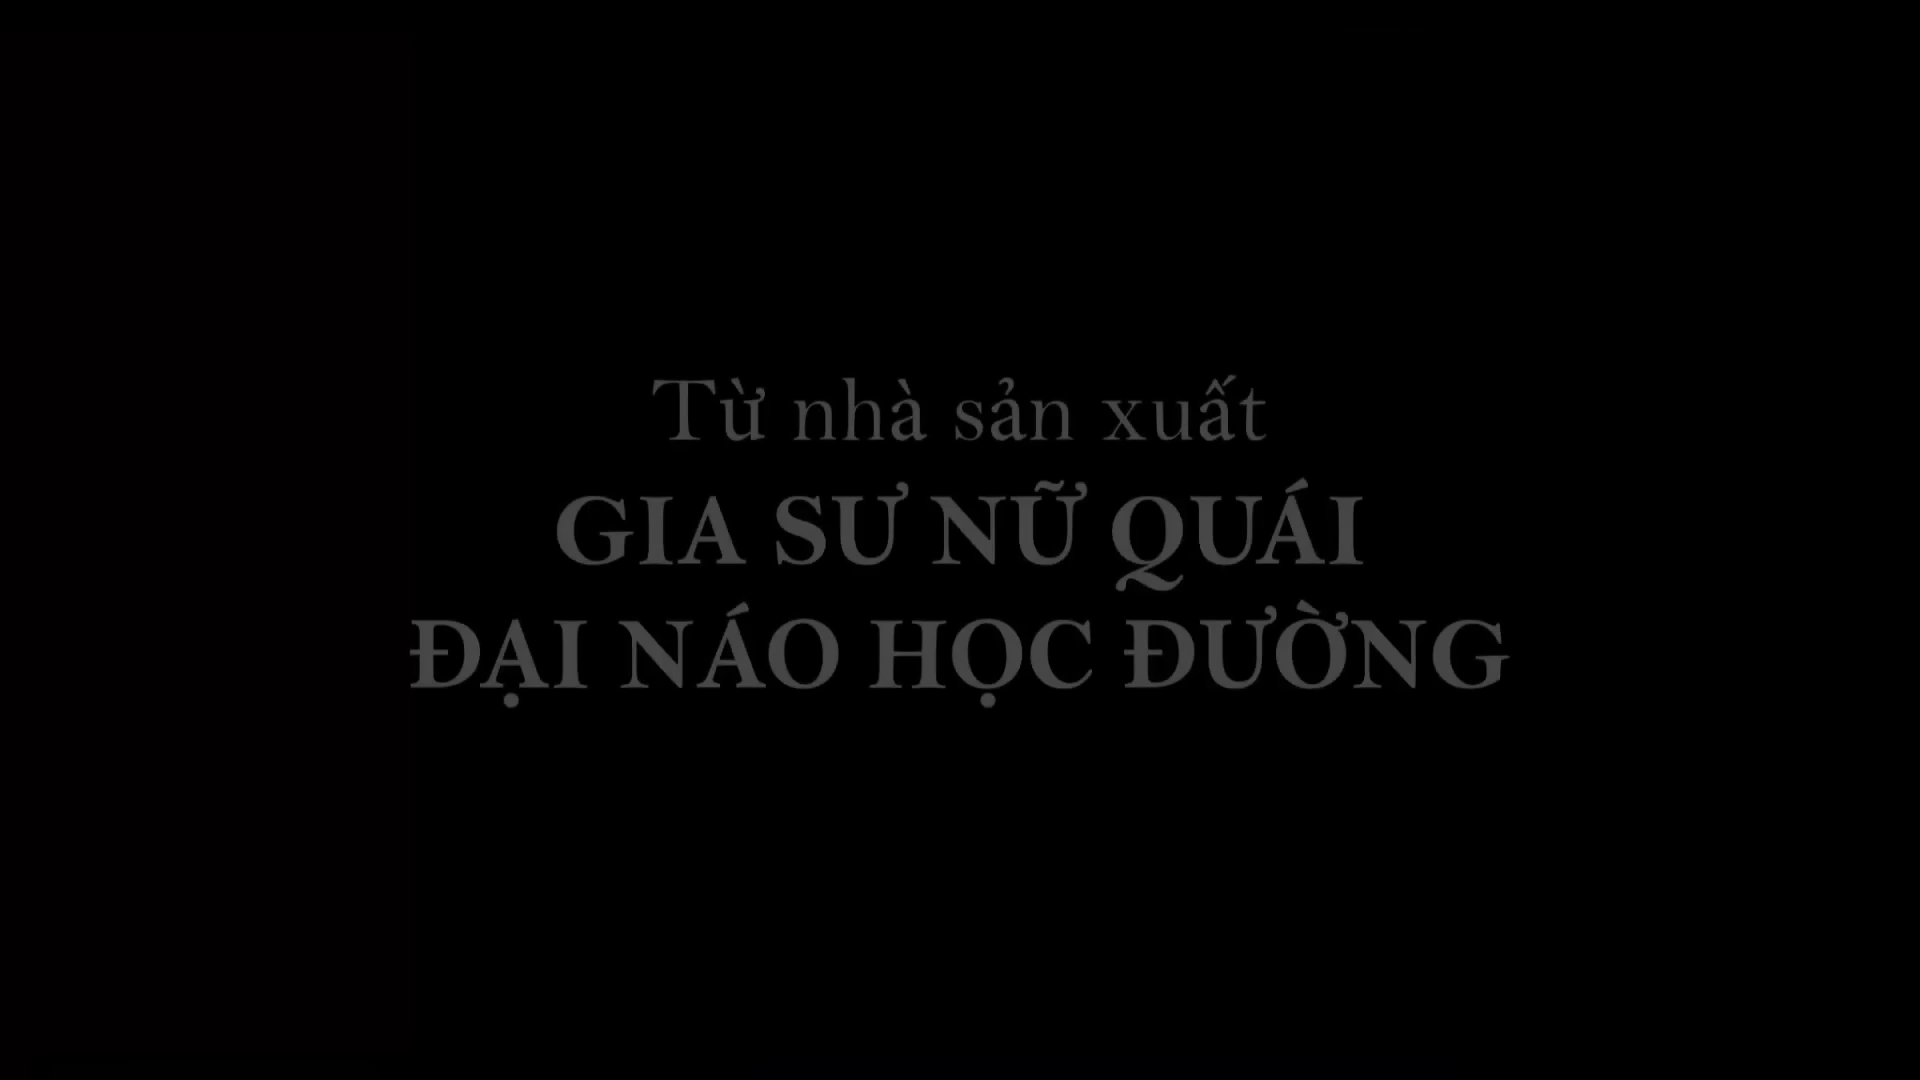 Từ nhà sản xuất
GIA SƯ NỮ QUÁI
ĐẠI NÁO HỌC ĐƯỜNG